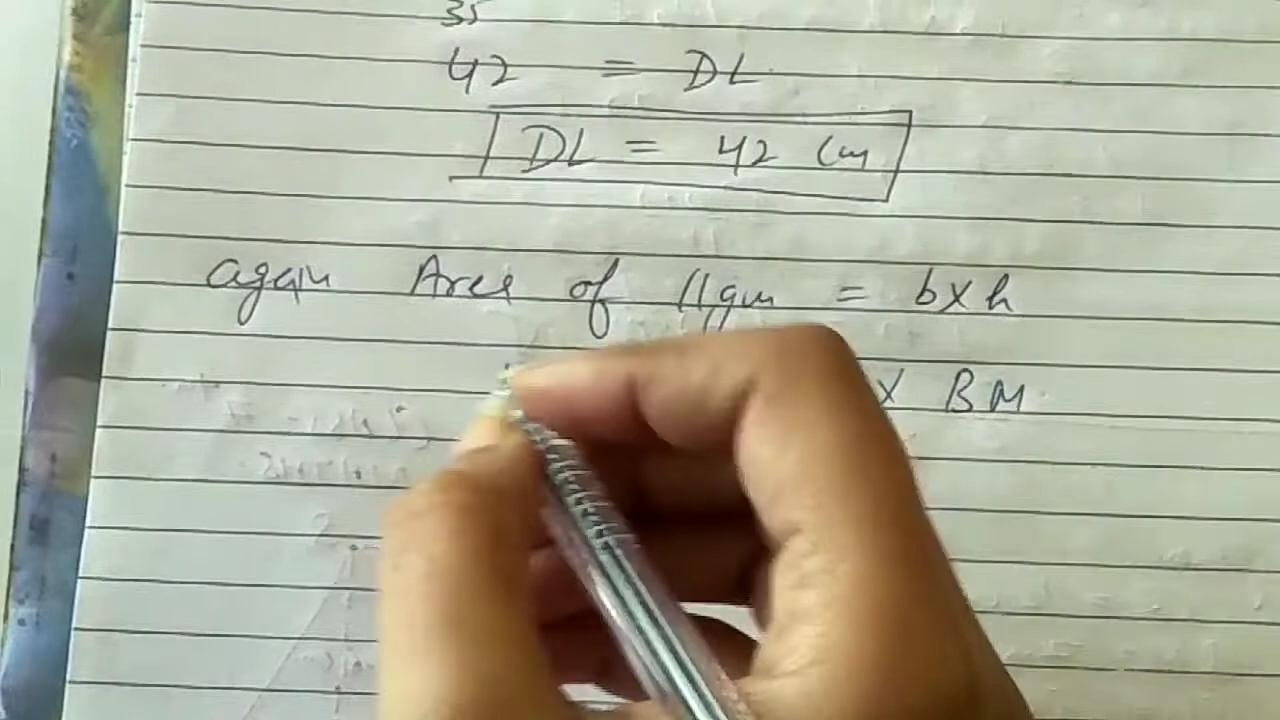 35
42 = DL
DL = 42 cm
again Area of ||gm = b×h
× BM